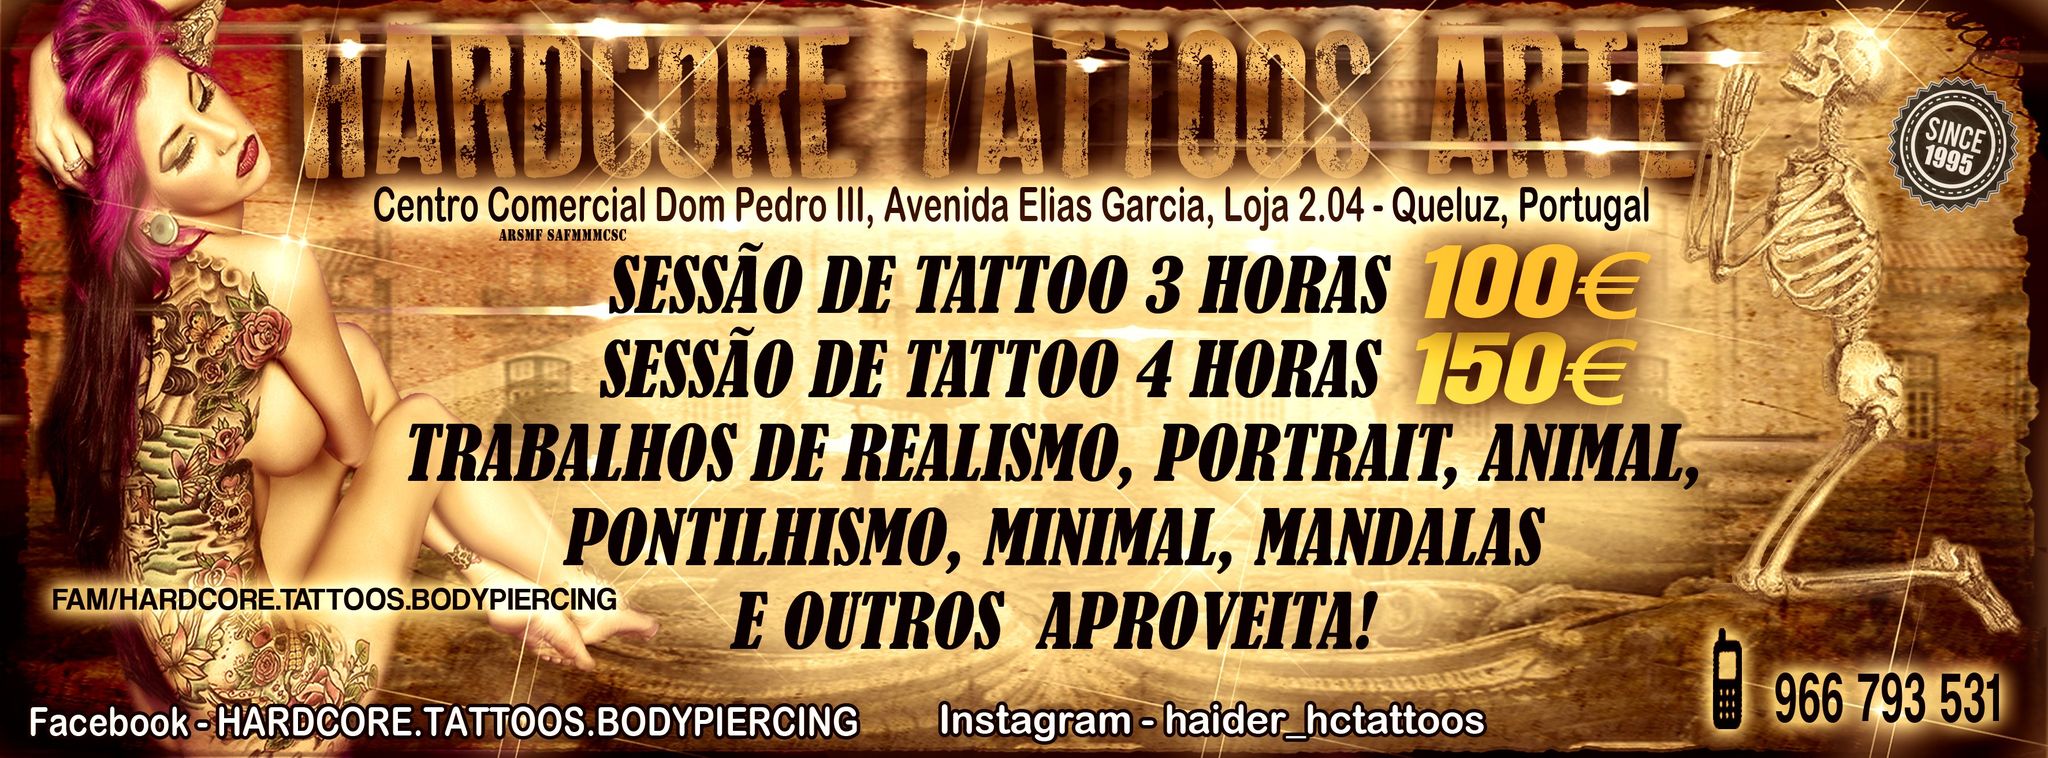 HARDCORE TATTOOS ARTE
SINCE
1995
Centro Comercial Dom Pedro III, Avenida Elias Garcia, Loja 2.04 - Queluz, Portugal
ARSMF SAFMMMCSC
SESSÃO DE TATTOO 3 HORAS 100€
SESSÃO DE TATTOO 4 HORAS 150€
TRABALHOS DE REALISMO, PORTRAIT, ANIMAL,
PONTILHISMO, MINIMAL, MANDALAS
E OUTROS APROVEITA!
FAM/HARDCORE.TATTOOS.BODYPIERCING
Facebook - HARDCORE.TATTOOS.BODYPIERCING
Instagram - haider_hctattoos
966 793 531